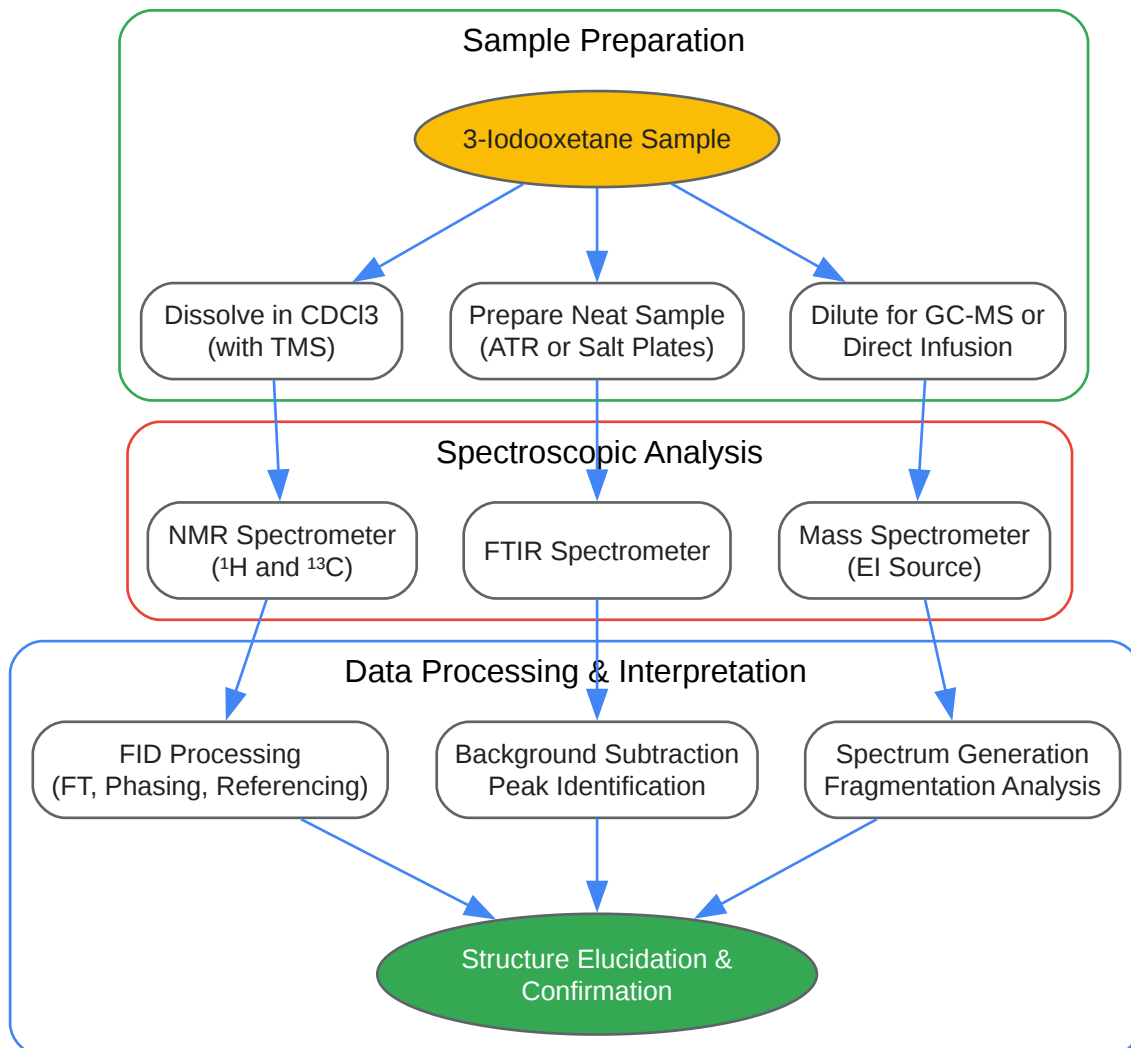 Sample Preparation
3-Iodooxetane Sample
Dissolve in CDCl3
(with TMS)
Prepare Neat Sample
(ATR or Salt Plates)
Dilute for GC-MS or
Direct Infusion
Spectroscopic Analysis
NMR Spectrometer
(¹H and ¹³C)
FTIR Spectrometer
Mass Spectrometer
(EI Source)
Data Processing & Interpretation
FID Processing
(FT, Phasing, Referencing)
Background Subtraction
Peak Identification
Spectrum Generation
Fragmentation Analysis
Structure Elucidation &
Confirmation